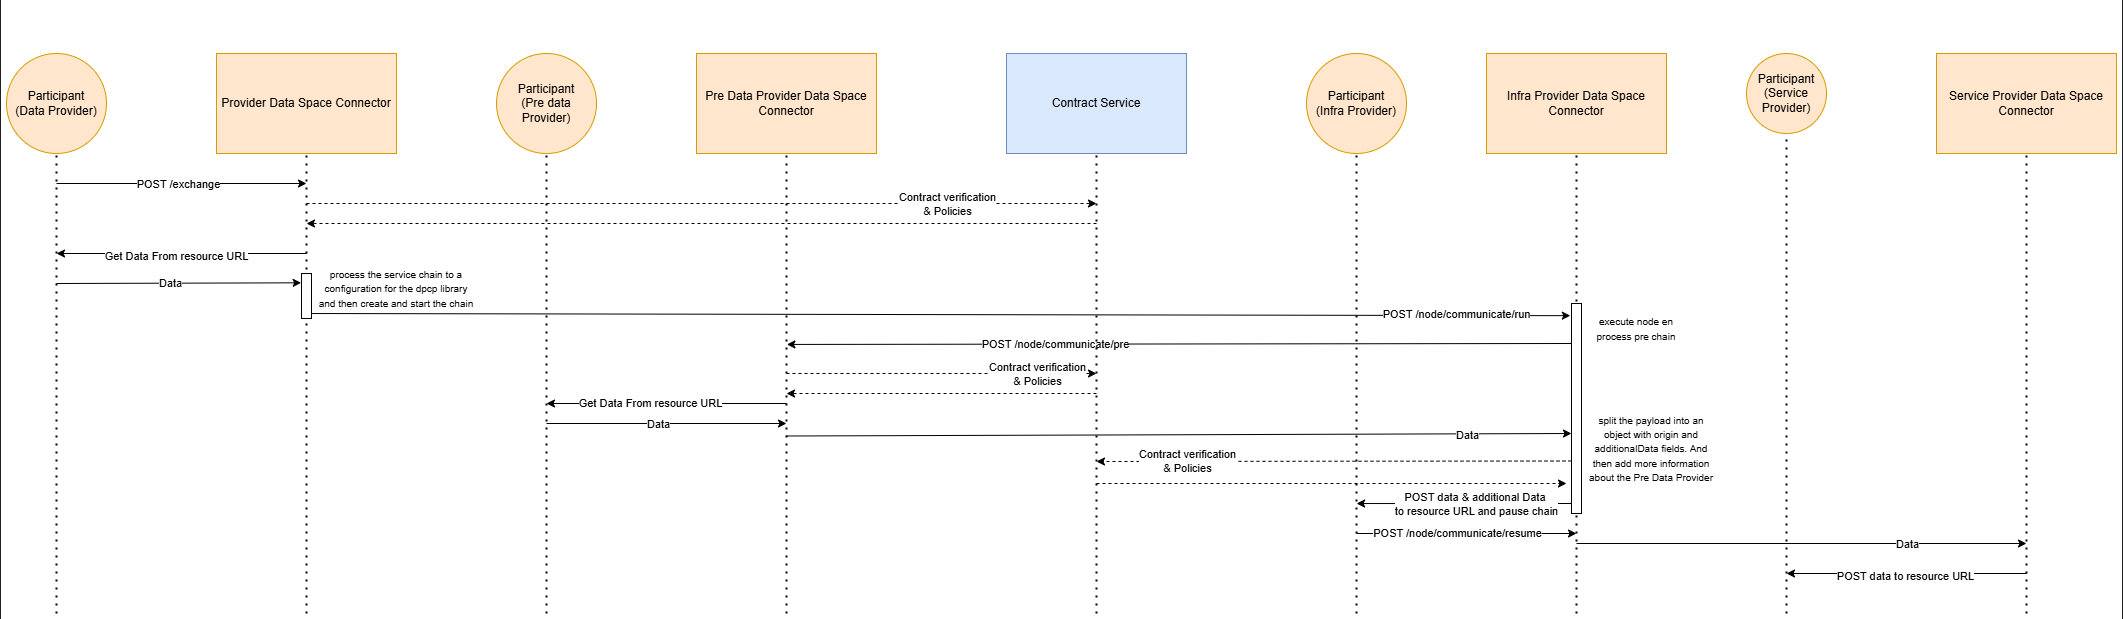 Participant
(Data Provider)
Provider Data Space Connector
Participant
(Pre data
Provider)
Pre Data Provider Data Space
Connector
Contract Service
Participant
(Infra Provider)
Infra Provider Data Space
Connector
Participant
(Service
Provider)
Service Provider Data Space
Connector
POST /exchange
Contract verification
& Policies
Get Data From resource URL
Data
process the service chain to a
configuration for the dpcp library
and then create and start the chain
POST /node/communicate/run
execute node en
process pre chain
POST /node/communicate/pre
Contract verification
& Policies
Get Data From resource URL
Data
Data
split the payload into an
object with origin and
additionalData fields. And
then add more information
about the Pre Data Provider
Contract verification
& Policies
POST data & additional Data
to resource URL and pause chain
POST /node/communicate/resume
Data
POST data to resource URL